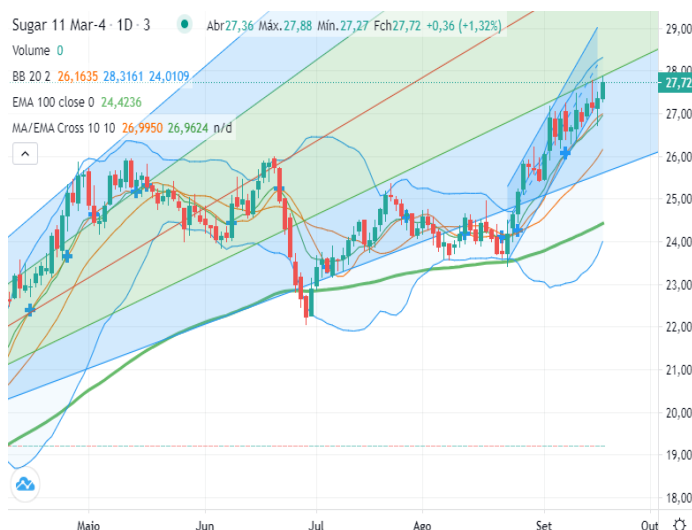 Sugar 11 Mar-4 · 1D · 3 Abr27,36 Máx.27,88 Mín.27,27 Fch27,72 +0,36 (+1,32%)
Volume 0
BB 20 2 26,1635 28,3161 24,0109
EMA 100 close 0 24,4236
MA/EMA Cross 10 10 26,9950 26,9624 n/d
29,00
28,00
27,72
27,00
26,00
25,00
24,00
23,00
22,00
21,00
20,00
19,00
18,00
Maio Jun Jul Ago Set Out